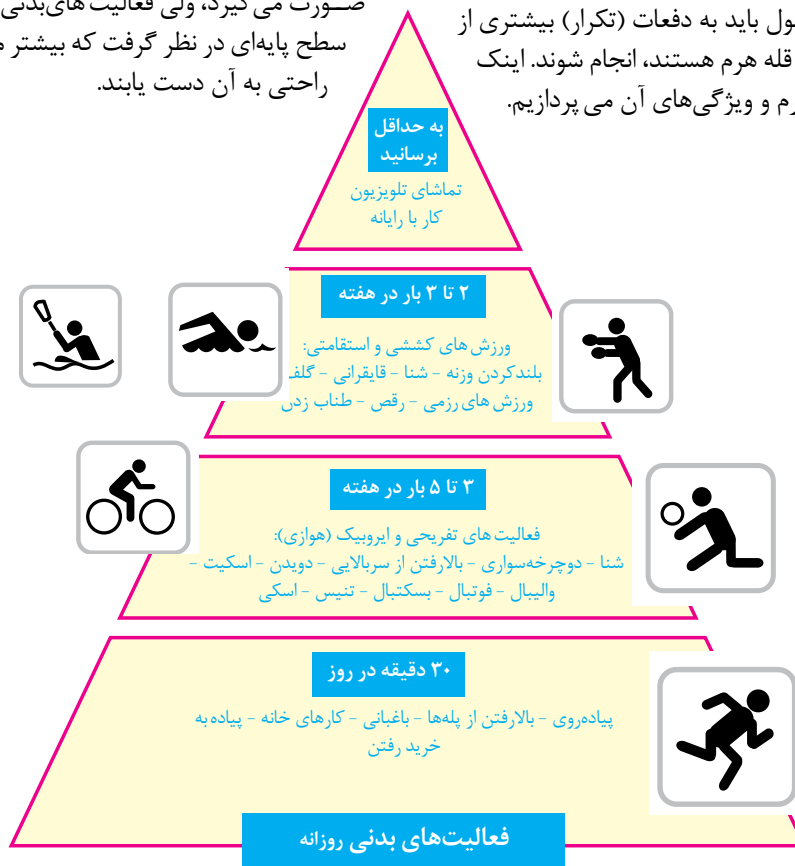 ول باید به دفعات (تکرار) بیشتری از
قله هرم هستند، انجام شوند. اینک
رم و ویژگی‌های آن می پردازیم.
صـورت می گیرد، ولی فعالیت‌های‌بدنی
سطح پایه‌ای در نظر گرفت که بیشتر
راحتی به آن دست یابند.
به حداقل
برسانید
تماشای تلویزیون
کار با رایانه
۲ تا ۳ بار در هفته
ورزش های کششی و استقامتی:
بلندکردن وزنه - شنا - قایقرانی - گلف
ورزش های رزمی - رقص - طناب زدن
۳ تا ۵ بار در هفته
فعالیت های تفریحی و ایروبیک (هوازی):
شنا - دوچرخه‌سواری - بالارفتن از سربالایی - دویدن - اسکیت -
والیبال - فوتبال - بسکتبال - تنیس - اسکی
۳۰ دقیقه در روز
پیاده‌روی - بالارفتن از پله‌ها - باغبانی - کارهای خانه - پیاده به
خرید رفتن
فعالیت‌های بدنی روزانه